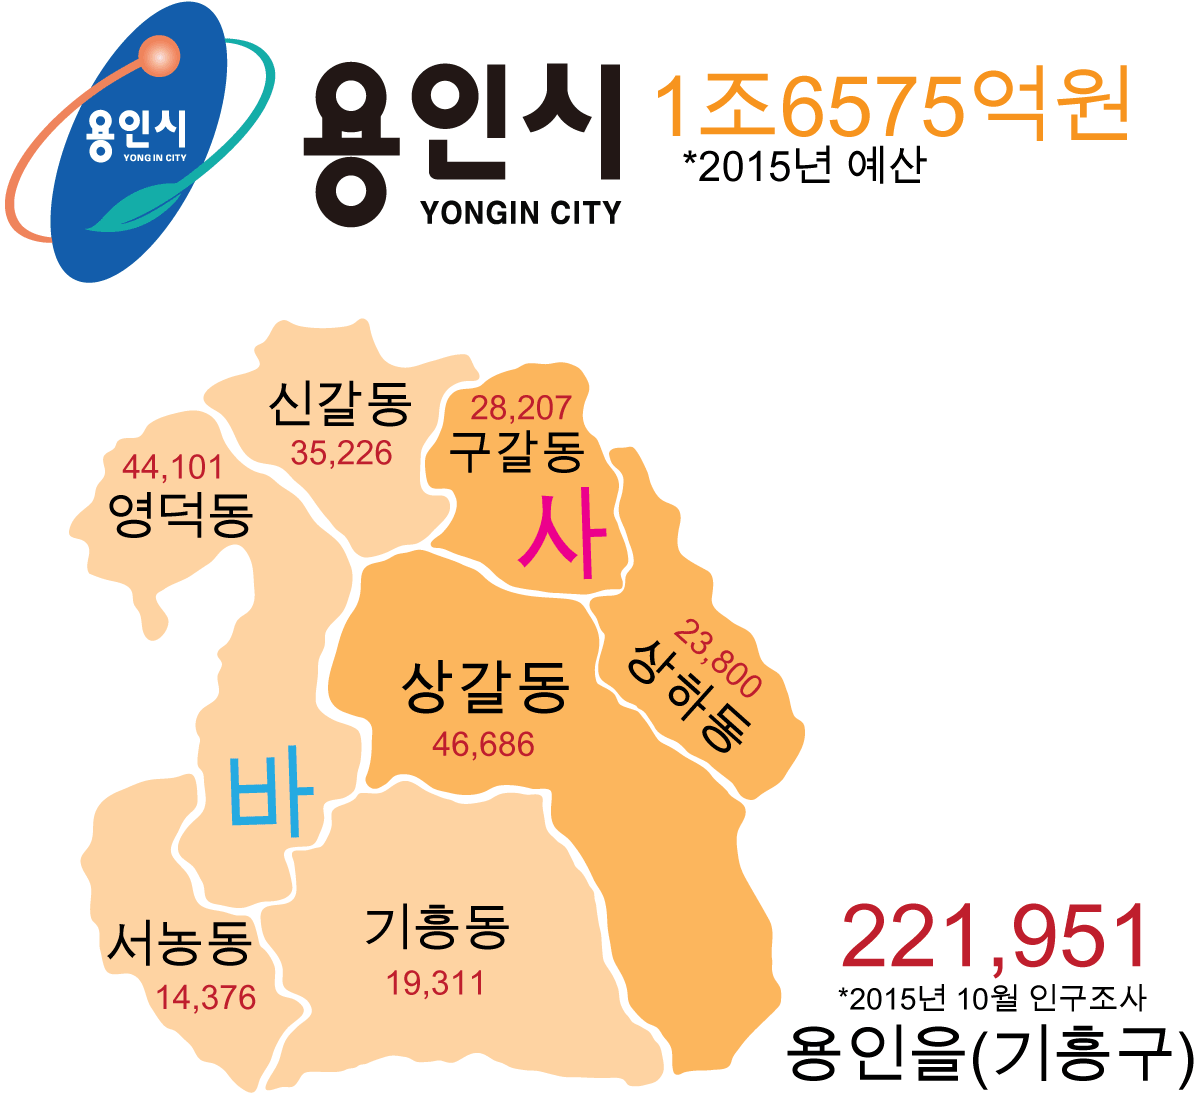 용인시
YONGIN CITY
용인시
YONGIN CITY
1조6575억원
*2015년 예산
신갈동
35,226
28,207
구갈동
사
44,101
영덕동
23,800
상하동
상갈동
46,686
바
기흥동
19,311
서농동
14,376
221,951
*2015년 10월 인구조사
용인을(기흥구)